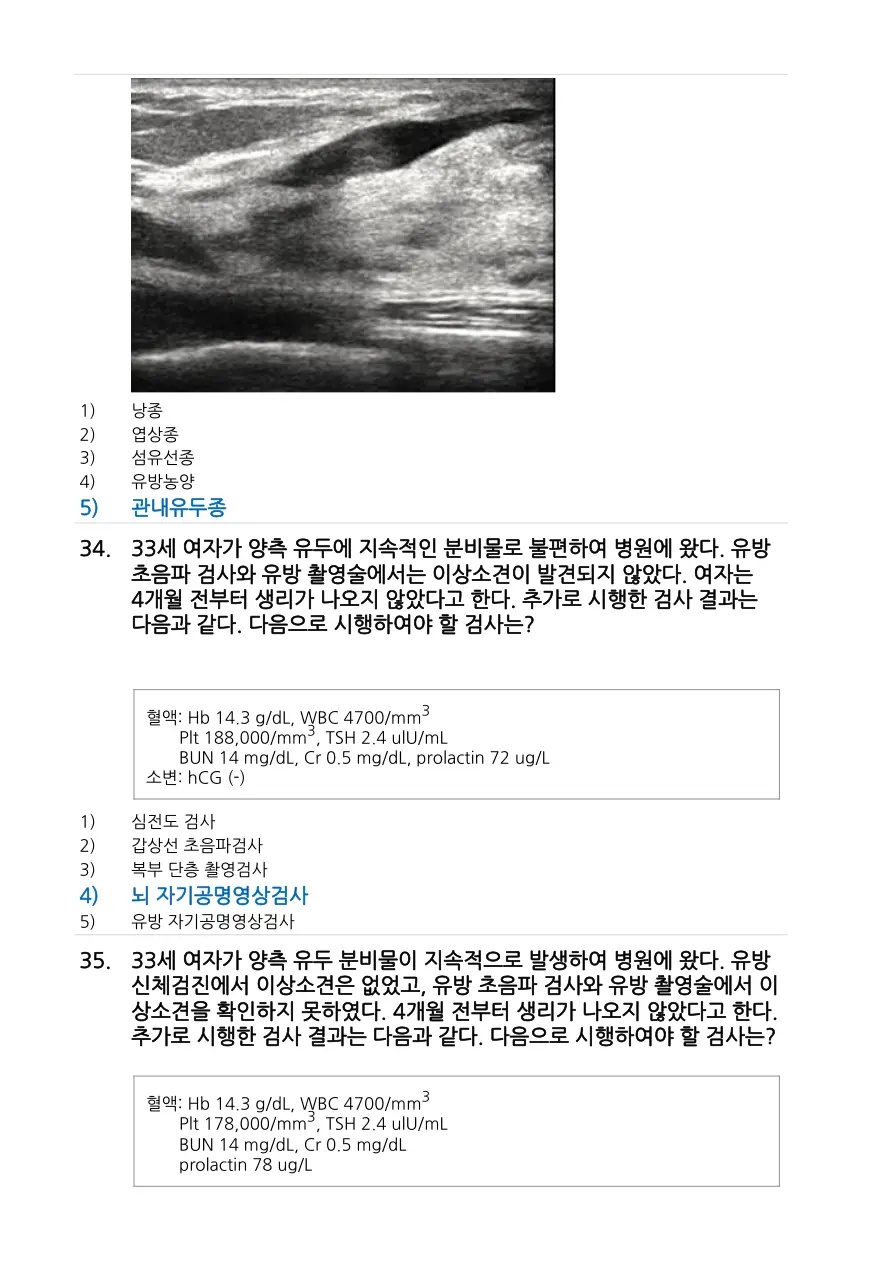 1) 낭종
2) 엽상종
3) 섬유선종
4) 유방농양
5) 관내유두종
34. 33세 여자가 양측 유두에 지속적인 분비물로 불편하여 병원에 왔다. 유방
초음파 검사와 유방 촬영술에서는 이상소견이 발견되지 않았다. 여자는
4개월 전부터 생리가 나오지 않았다고 한다. 추가로 시행한 검사 결과는
다음과 같다. 다음으로 시행하여야 할 검사는?
혈액: Hb 14.3 g/dL, WBC 4700/mm3
Plt 188,000/mm3, TSH 2.4 uIU/mL
BUN 14 mg/dL, Cr 0.5 mg/dL, prolactin 72 ug/L
소변: hCG (-)
1) 심전도 검사
2) 갑상선 초음파검사
3) 복부 단층 촬영검사
4) 뇌 자기공명영상검사
5) 유방 자기공명영상검사
35. 33세 여자가 양측 유두 분비물이 지속적으로 발생하여 병원에 왔다. 유방
신체검진에서 이상소견은 없었고, 유방 초음파 검사와 유방 촬영술에서 이
상소견을 확인하지 못하였다. 4개월 전부터 생리가 나오지 않았다고 한다.
추가로 시행한 검사 결과는 다음과 같다. 다음으로 시행하여야 할 검사는?
혈액: Hb 14.3 g/dL, WBC 4700/mm3
Plt 178,000/mm3, TSH 2.4 uIU/mL
BUN 14 mg/dL, Cr 0.5 mg/dL
prolactin 78 ug/L